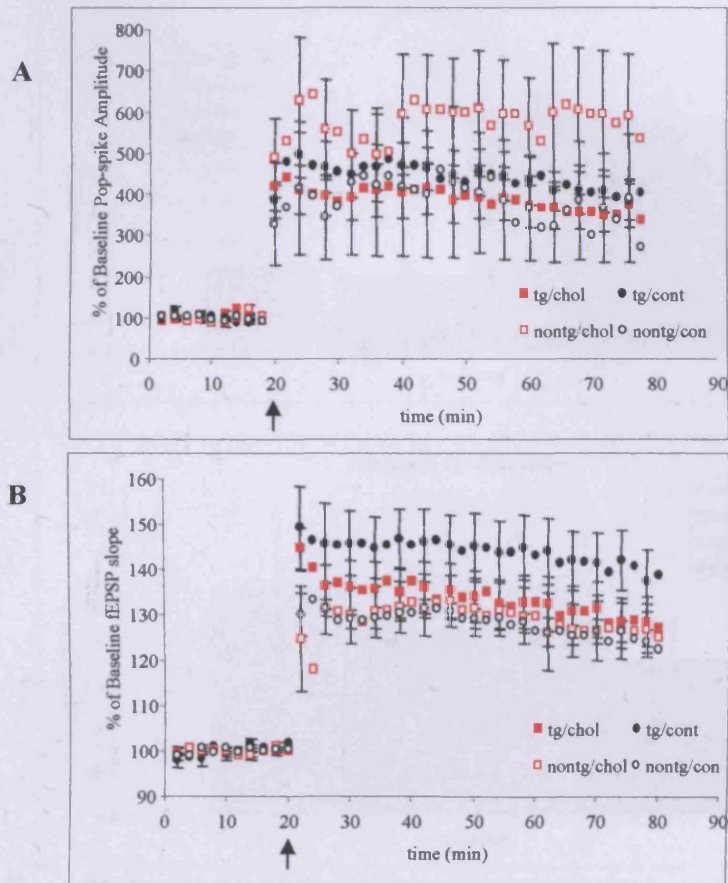 A
% of Baseline Pop-spike Amplitude
800
700
600
500
400
300
200
100
0
0
10
20
30
40
50
60
70
80
90
time (min)
tg/chol
tg/cont
nontg/chol
nontg/con
B
% of Baseline fEPSP slope
160
150
140
130
120
110
100
90
0
10
20
30
40
50
60
70
80
90
time (min)
tg/chol
tg/cont
nontg/chol
nontg/con